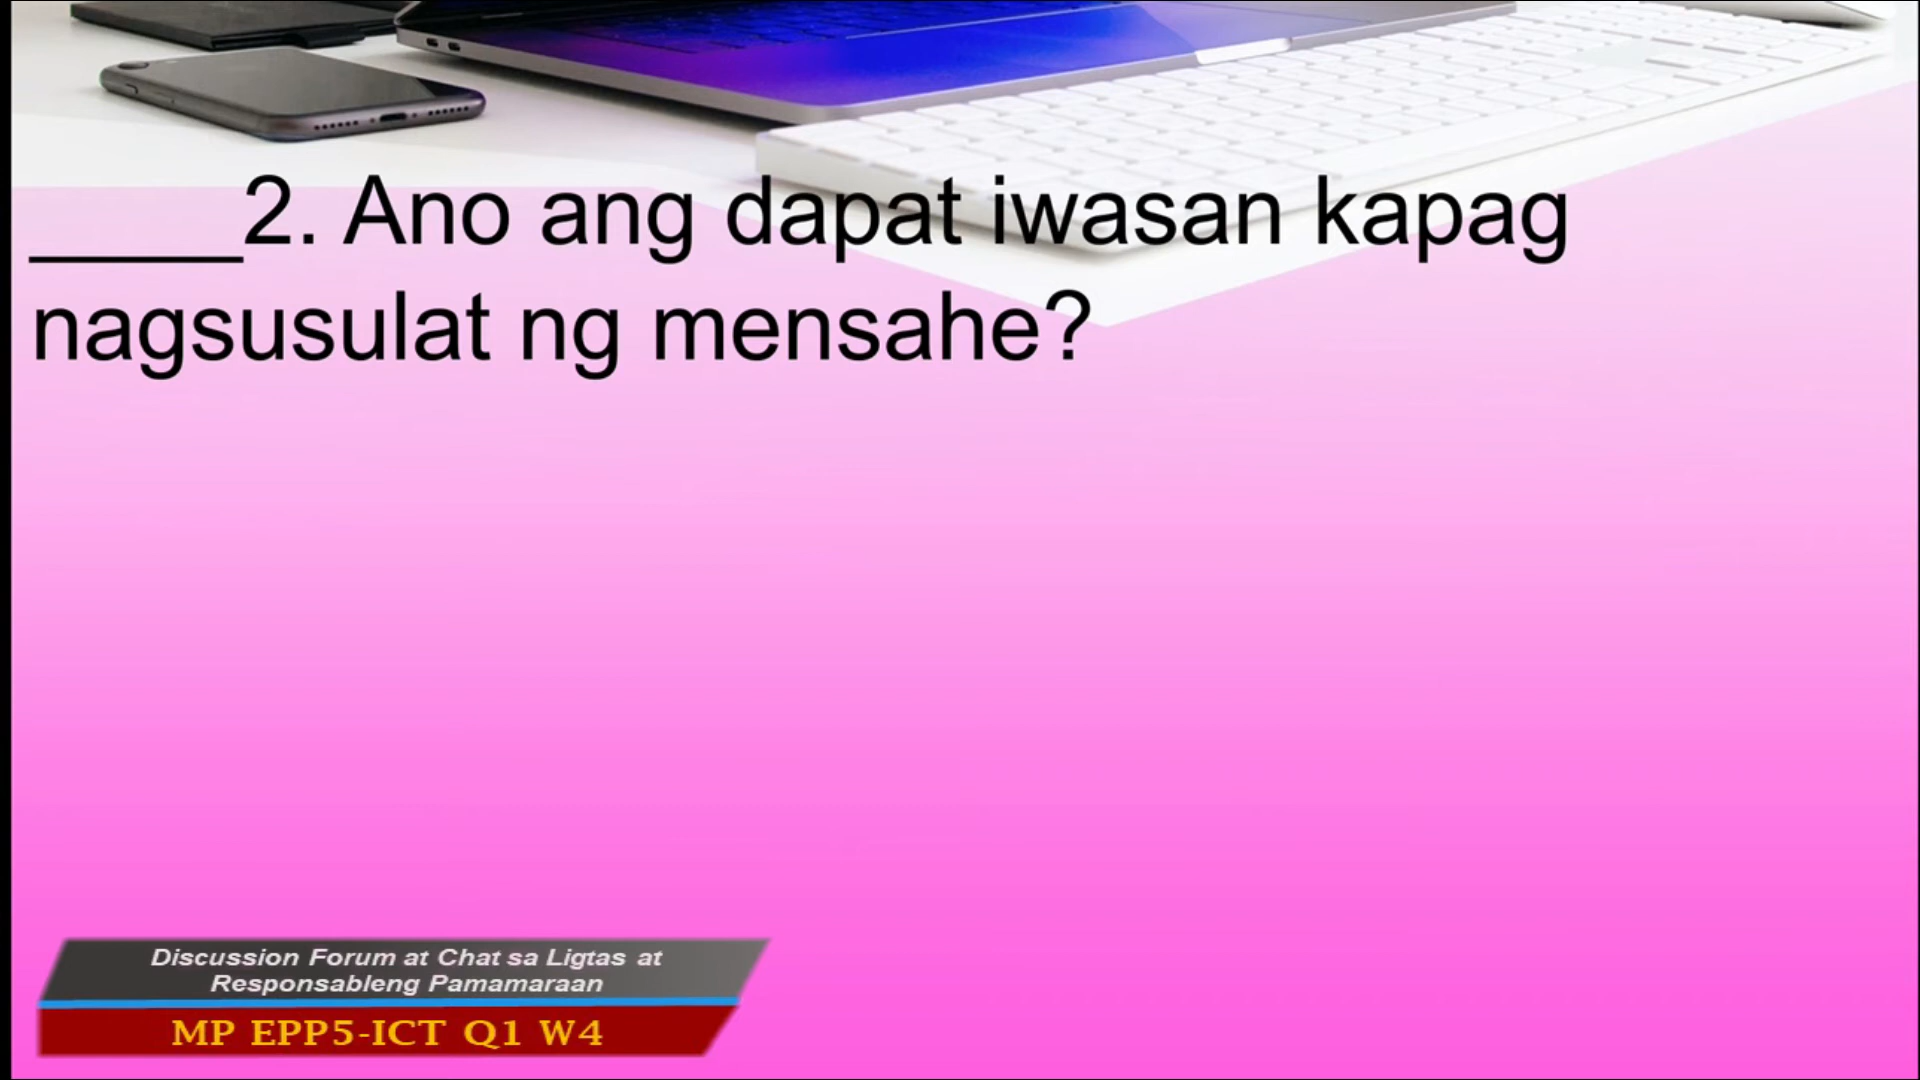 _____2. Ano ang dapat iwasan kapag
nagsusulat ng mensahe?
Discussion Forum at Chat sa Ligtas at
Responsableng Pamamaraan
MP EPP5-ICT Q1 W4